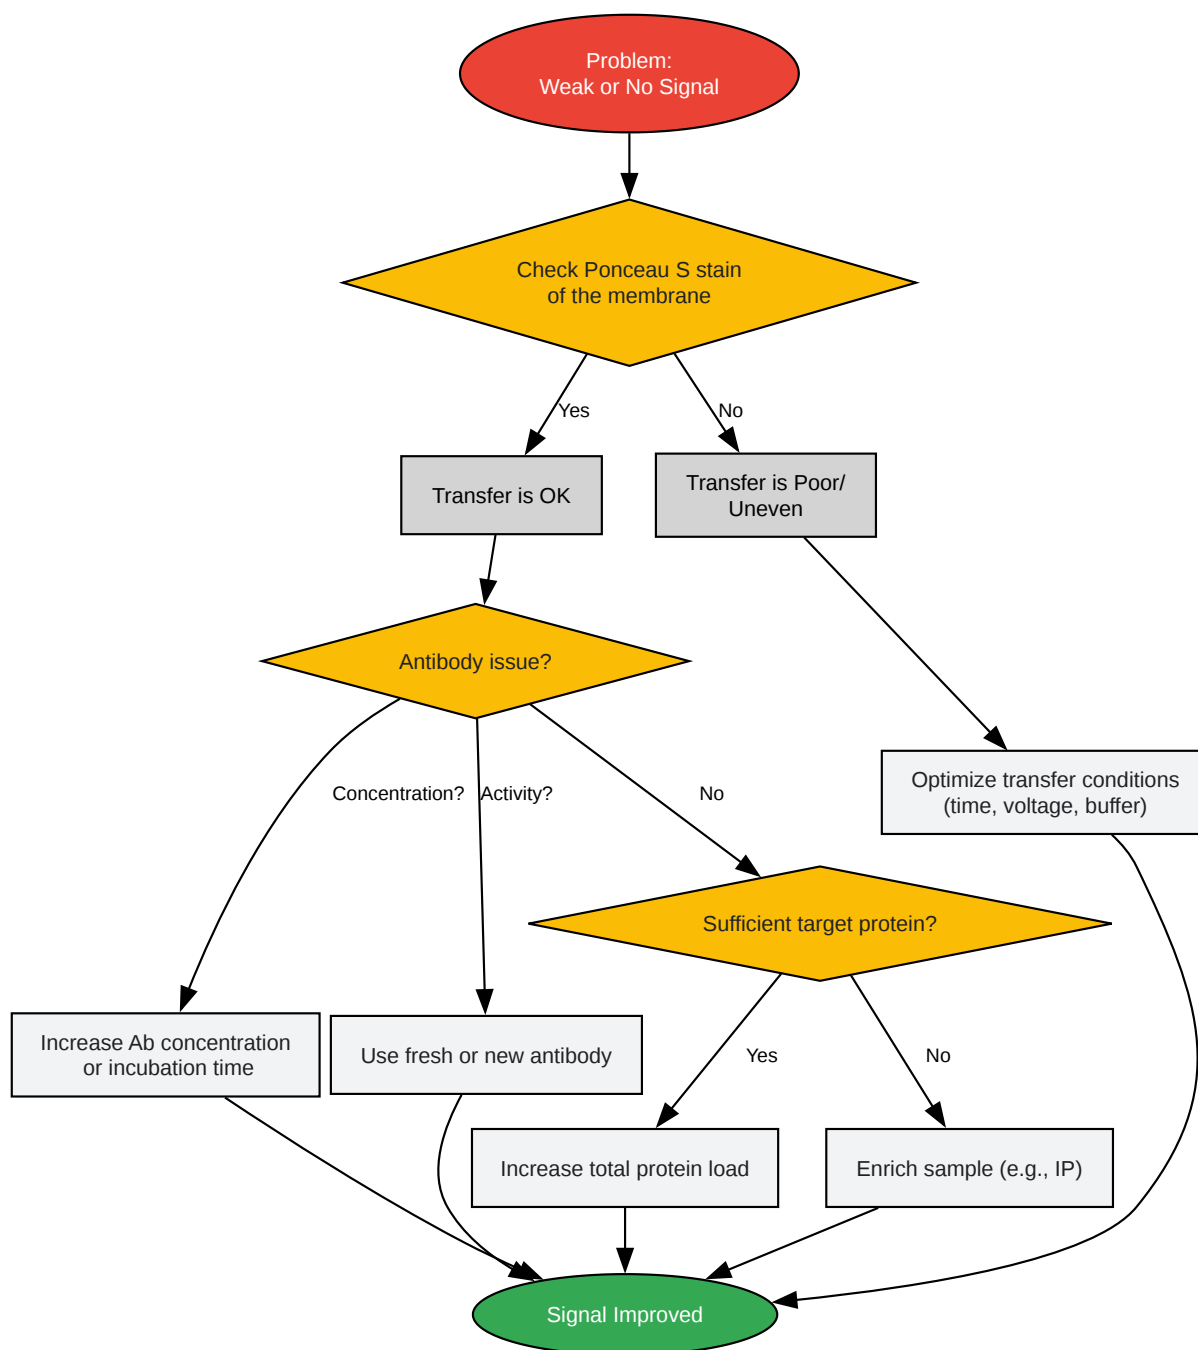 Problem:
Weak or No Signal
Check Ponceau S stain
of the membrane
Yes
No
Transfer is OK
Transfer is Poor/
Uneven
Antibody issue?
Concentration?
Activity?
No
Optimize transfer conditions
(time, voltage, buffer)
Sufficient target protein?
Increase Ab concentration
or incubation time
Use fresh or new antibody
Yes
No
Increase total protein load
Enrich sample (e.g., IP)
Signal Improved